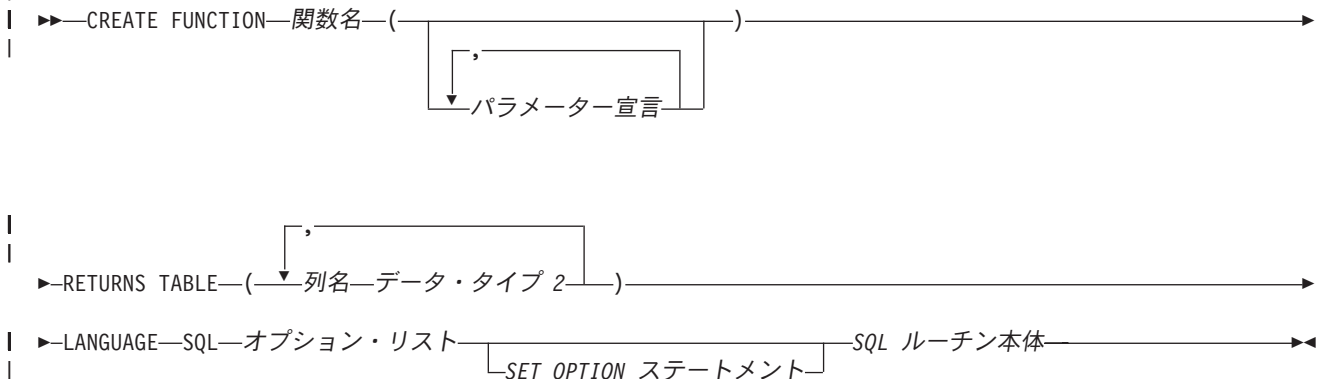 CREATE FUNCTION 関数名 ( )
,
パラメーター宣言
,
RETURNS TABLE ( 列名 データ・タイプ 2 )
LANGUAGE SQL オプション・リスト SQL ルーチン本体
SET OPTION ステートメント